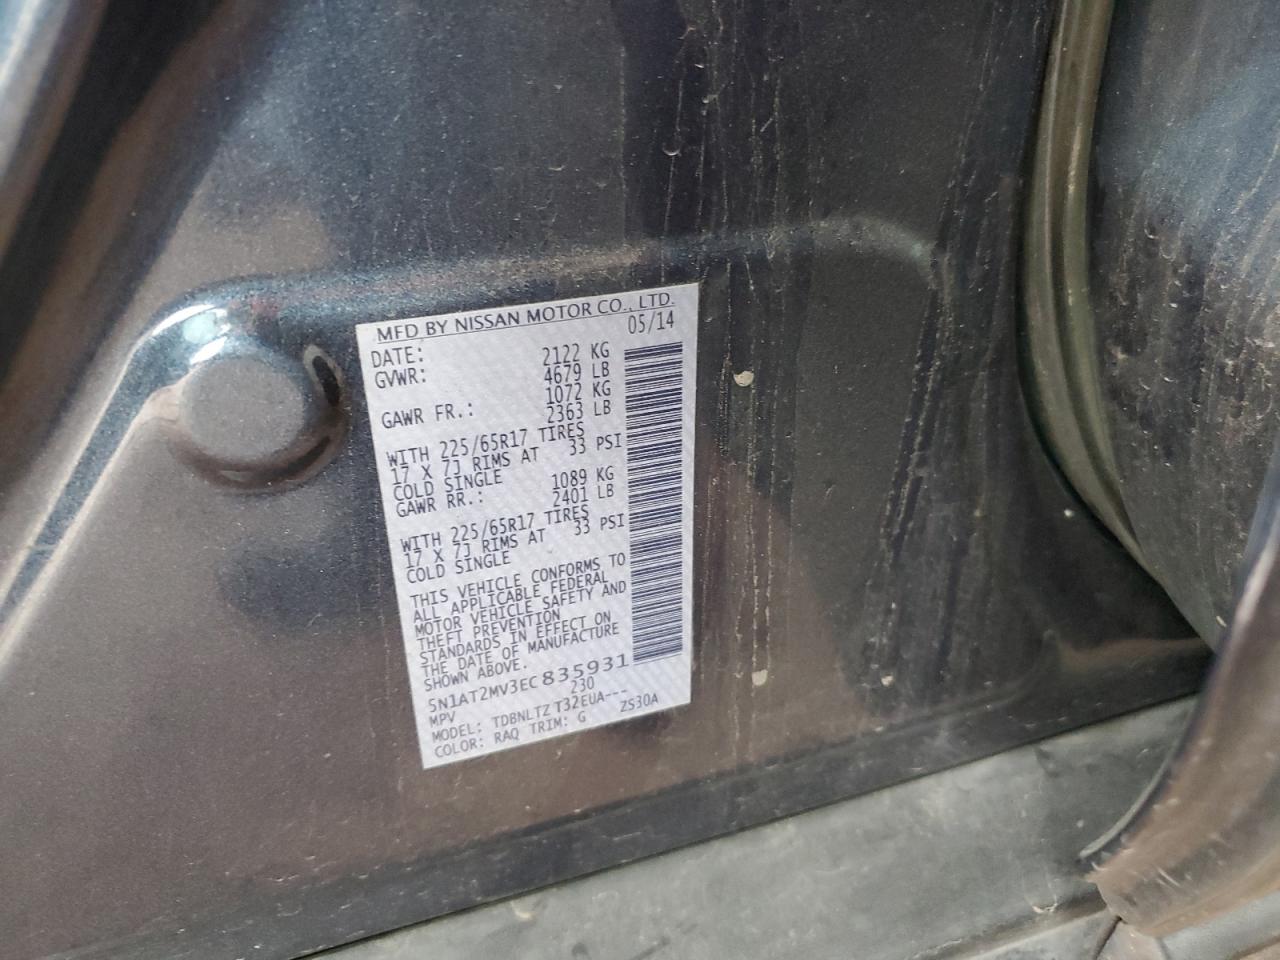 MFD BY NISSAN MOTOR CO., LTD.
DATE: 05/14
GVWR: 2122 KG
4679 LB
GAWR FR.: 1072 KG
2363 LB
WITH 225/65R17 TIRES
17 X 7J RIMS AT 33 PSI
COLD SINGLE
GAWR RR.: 1089 KG
2401 LB
WITH 225/65R17 TIRES
17 X 7J RIMS AT 33 PSI
COLD SINGLE
THIS VEHICLE CONFORMS TO
ALL APPLICABLE FEDERAL
MOTOR VEHICLE SAFETY AND
THEFT PREVENTION
STANDARDS IN EFFECT ON
THE DATE OF MANUFACTURE
SHOWN ABOVE.
5N1AT2MV3EC835931
MPV 230
MODEL: TDBNLTZ T32EUA---
COLOR: RAQ TRIM: G ZS30A